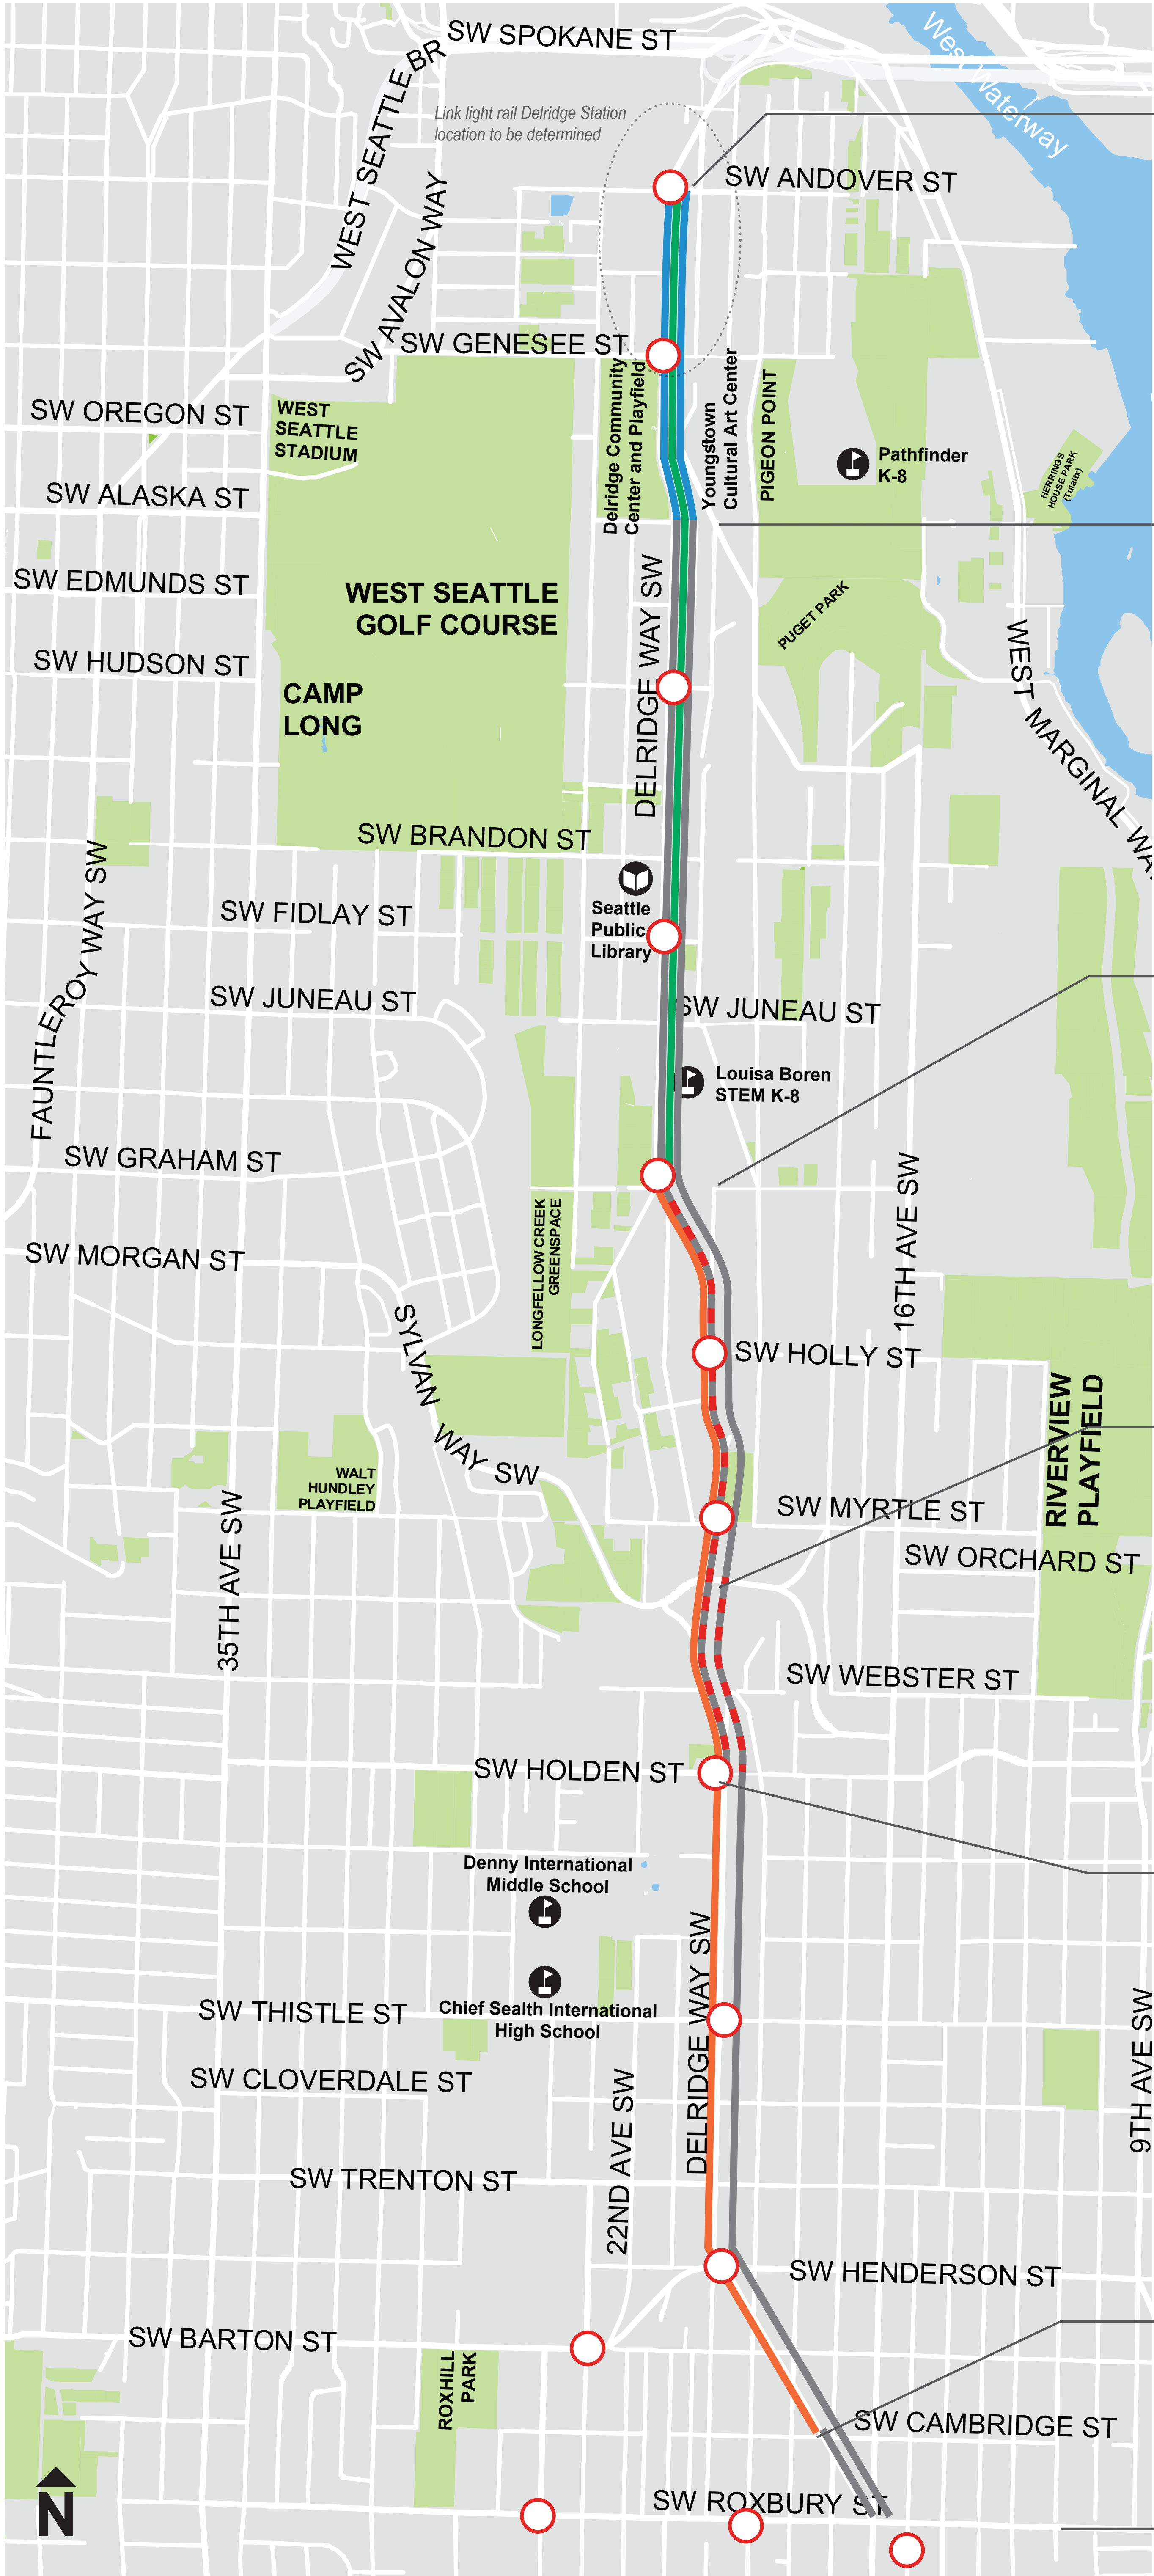 SW SPOKANE ST
WEST SEATTLE BR
West Waterway
Link light rail Delridge Station
location to be determined
SW ANDOVER ST
SW AVALON WAY
SW GENESEE ST
SW OREGON ST
WEST
SEATTLE
STADIUM
Delridge Community
Center and Playfield
Youngstown
Cultural Art Center
PIGEON POINT
Pathfinder
K-8
HERRINGS
HOUSE PARK
(Tulaltx)
SW ALASKA ST
SW EDMUNDS ST
WEST SEATTLE
GOLF COURSE
DELRIDGE WAY SW
PUGET PARK
SW HUDSON ST
CAMP
LONG
WEST MARGINAL WAY
SW BRANDON ST
FAUNTLEROY WAY SW
SW FIDLAY ST
Seattle
Public
Library
SW JUNEAU ST
SW JUNEAU ST
Louisa Boren
STEM K-8
SW GRAHAM ST
16TH AVE SW
LONGFELLOW CREEK
GREENSPACE
SW MORGAN ST
SYLVAN WAY SW
SW HOLLY ST
RIVERVIEW
PLAYFIELD
WALT
HUNDLEY
PLAYFIELD
35TH AVE SW
SW MYRTLE ST
SW ORCHARD ST
SW WEBSTER ST
SW HOLDEN ST
Denny International
Middle School
DELRIDGE WAY SW
Chief Sealth International
High School
SW THISTLE ST
9TH AVE SW
SW CLOVERDALE ST
22ND AVE SW
SW TRENTON ST
SW HENDERSON ST
SW BARTON ST
ROXHILL
PARK
SW CAMBRIDGE ST
SW ROXBURY ST
N